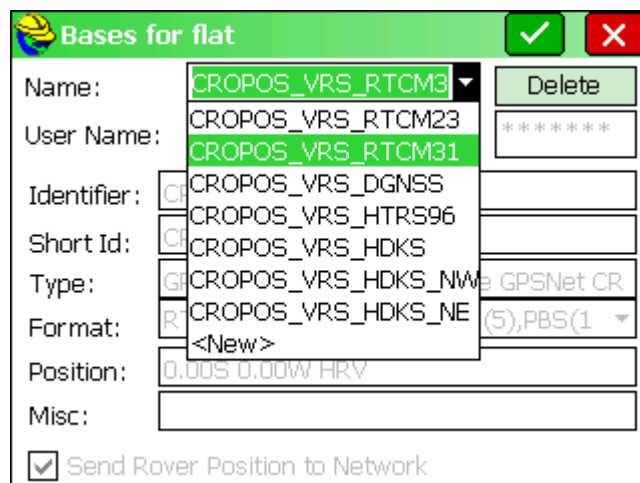 Bases for flat
Name: CROPOS_VRS_RTCM3 Delete
CROPOS_VRS_RTCM23
User Name: *******
CROPOS_VRS_RTCM31
CROPOS_VRS_DGNSS
Identifier:
CROPOS_VRS_HTRS96
Short Id:
CROPOS_VRS_HDKS
Type: CROPOS_VRS_HDKS_NW GPSNet CR
CROPOS_VRS_HDKS_NE
Format: (5),PBS(1
<New>
Position: 0.00S 0.00W HRV
Misc:
Send Rover Position to Network